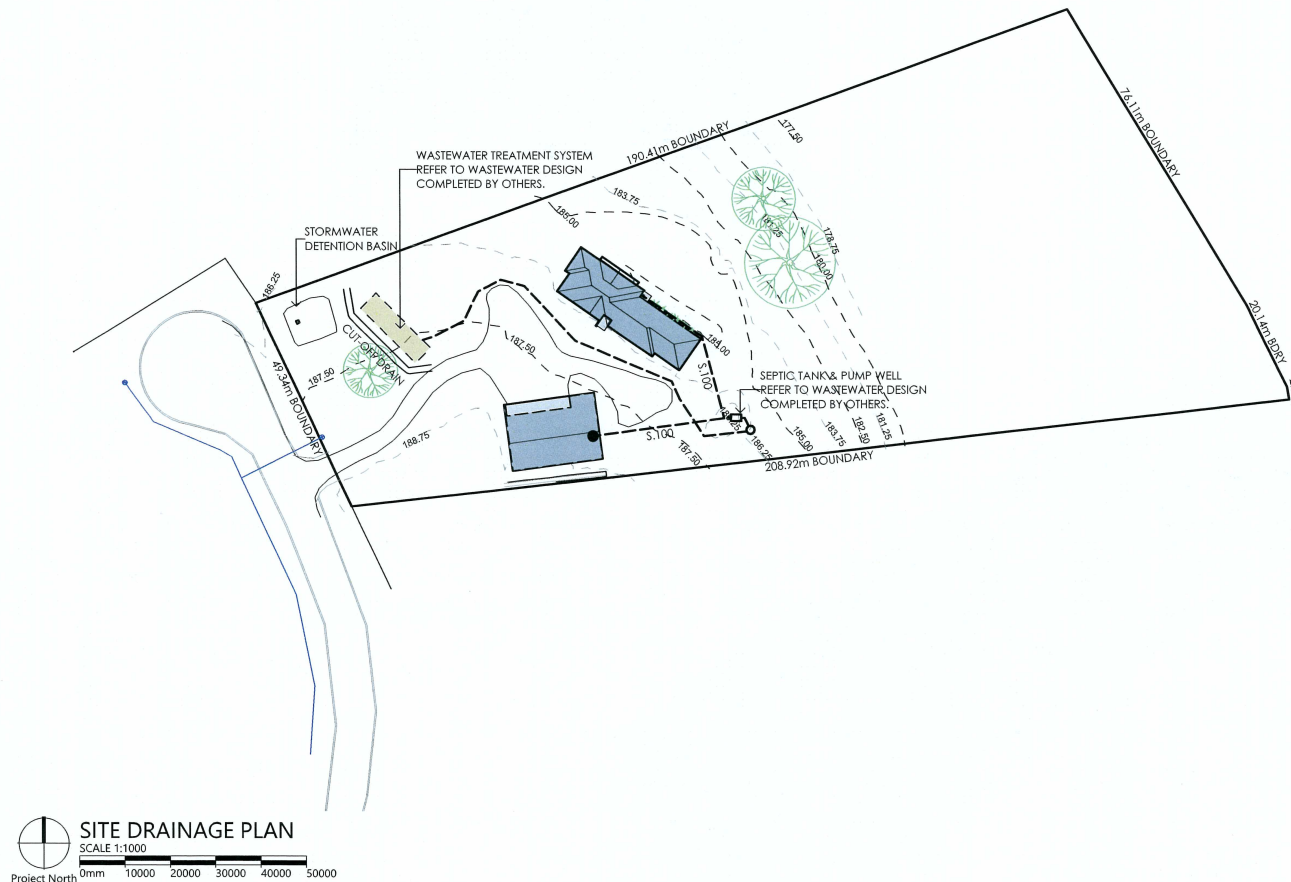 177.50
76.11m BOUNDARY
190.41m BOUNDARY
WASTEWATER TREATMENT SYSTEM
REFER TO WASTEWATER DESIGN
COMPLETED BY OTHERS.
183.75
185.00
181.25
178.75
180.00
STORMWATER
DETENTION BASIN
186.25
20.14m BDRY
CUT-OFF DRAIN
187.50
187.50
49.34m BOUNDARY
S.100
SEPTIC TANK & PUMP WELL
REFER TO WASTEWATER DESIGN
COMPLETED BY OTHERS.
188.75
S.100
187.50
186.25
185.00
183.75
182.50
181.25
208.92m BOUNDARY
SITE DRAINAGE PLAN
SCALE 1:1000
Project North
0mm 10000 20000 30000 40000 50000